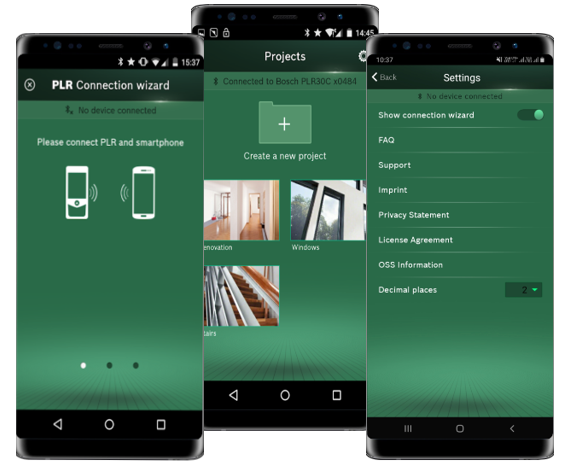 15:37
PLR Connection wizard
No device connected
Please connect PLR and smartphone
14:45
Projects
Connected to Bosch PLR30C x0484
Create a new project
enovation
Windows
tairs
10:37
Back
Settings
No device connected
Show connection wizard
FAQ
Support
Imprint
Privacy Statement
License Agreement
OSS Information
Decimal places
2